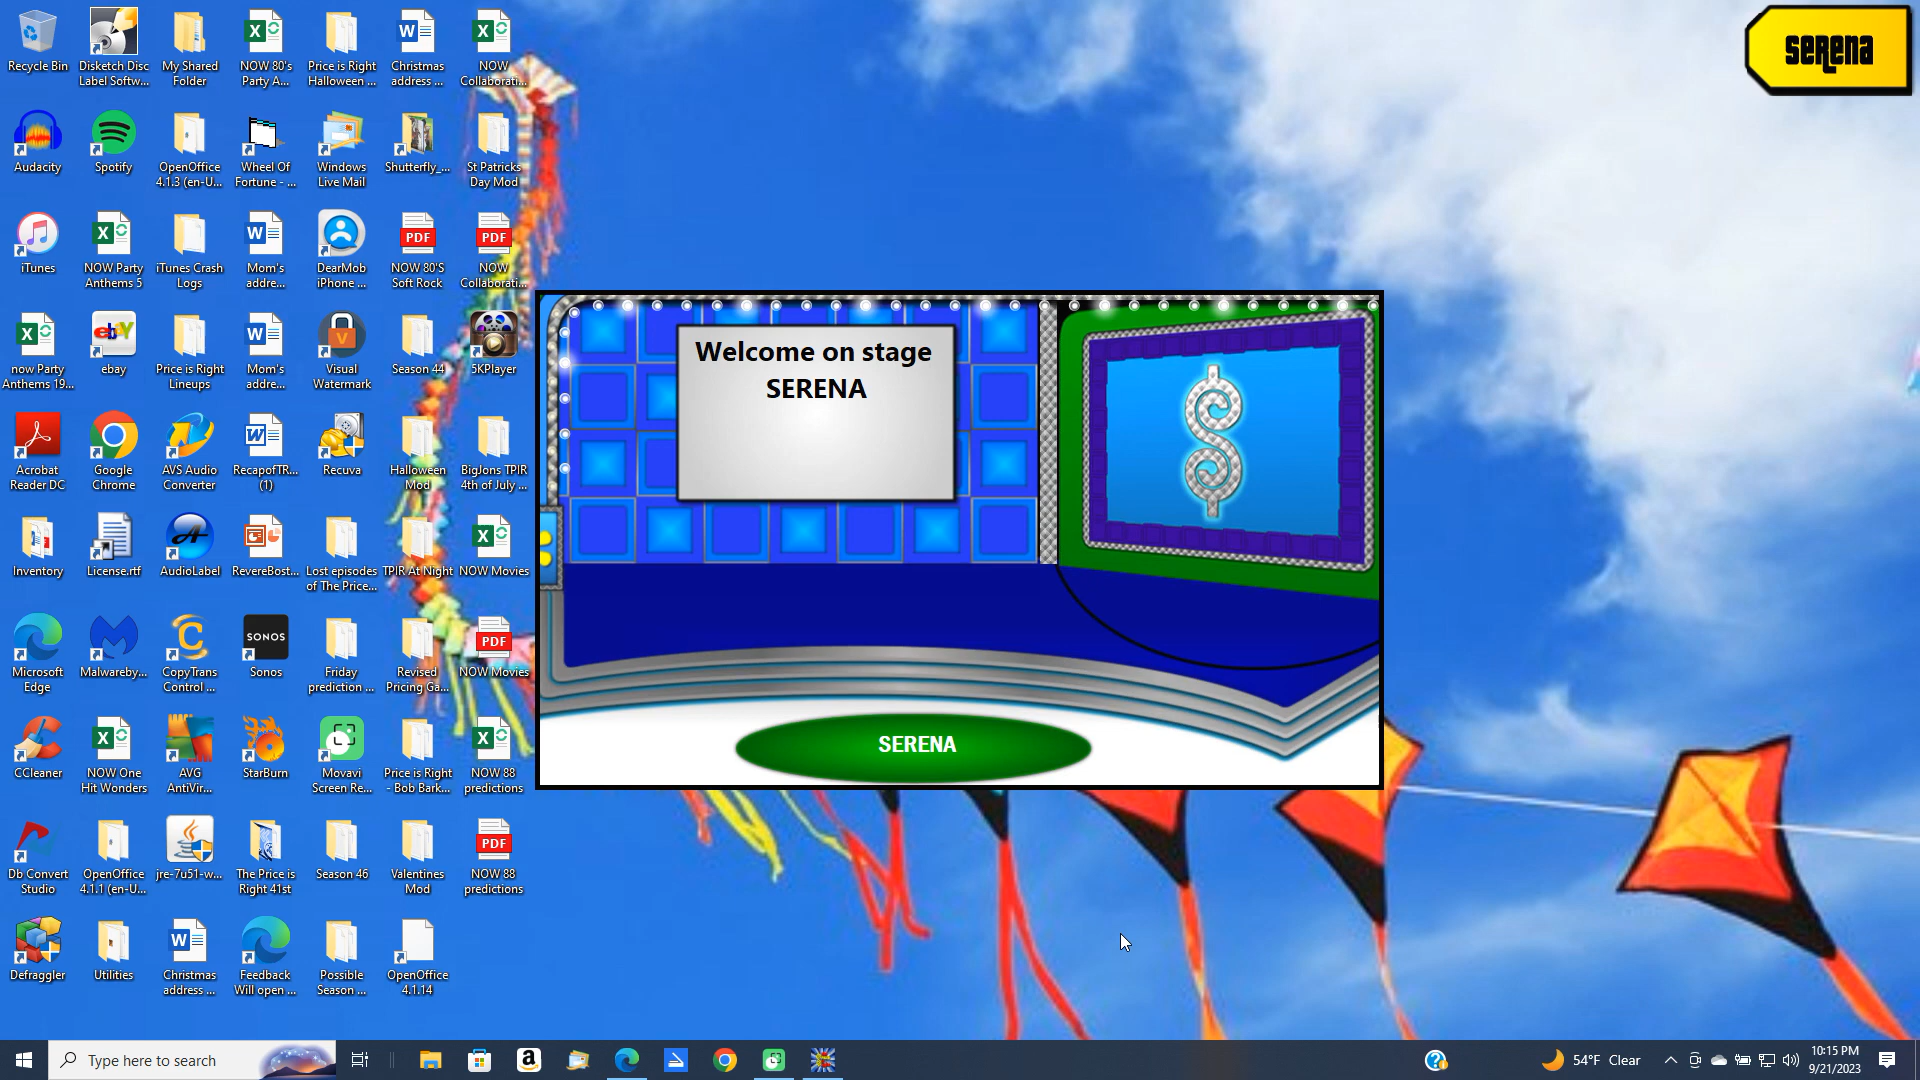 Recycle Bin
Disketch Disc
Label Softw...
My Shared
Folder
NOW 80's
Party A...
Price is Right
Halloween ...
Christmas
address ...
NOW
Collaborati...
Audacity
Spotify
OpenOffice
4.1.3 (en-U...
Wheel Of
Fortune - ...
Windows
Live Mail
Shutterfly_...
St Patricks
Day Mod
iTunes
NOW Party
Anthems 5
iTunes Crash
Logs
Mom's
addre...
DearMob
iPhone ...
PDF
NOW 80'S
Soft Rock
PDF
NOW
Collaborati...
now Party
Anthems 19...
ebay
ebay
Price is Right
Lineups
Mom's
addre...
Visual
Watermark
Season 44
5KPlayer
Acrobat
Reader DC
Google
Chrome
AVS Audio
Converter
RecapofTR...
(1)
Recuva
Halloween
Mod
BigJons TPIR
4th of July ...
Inventory
License.rtf
AudioLabel
RevereBost...
Lost episodes
of The Price...
TPIR At Night
NOW Movies
Microsoft
Edge
Malwareby...
CopyTrans
Control ...
SONOS
Sonos
Friday
prediction ...
Revised
Pricing Ga...
PDF
NOW Movies
CCleaner
NOW One
Hit Wonders
AVG
AntiVir...
StarBurn
Movavi
Screen Re...
Price is Right
- Bob Bark...
NOW 88
predictions
Db Convert
Studio
OpenOffice
4.1.1 (en-U...
jre-7u51-w...
The Price is
Right 41st
Season 46
Valentines
Mod
PDF
NOW 88
predictions
Defraggler
Utilities
Christmas
address ...
Feedback
Will open ...
Possible
Season ...
OpenOffice
4.1.14
Welcome on stage
SERENA
SERENA
SERENA
Type here to search
54°F Clear
10:15 PM
9/21/2023